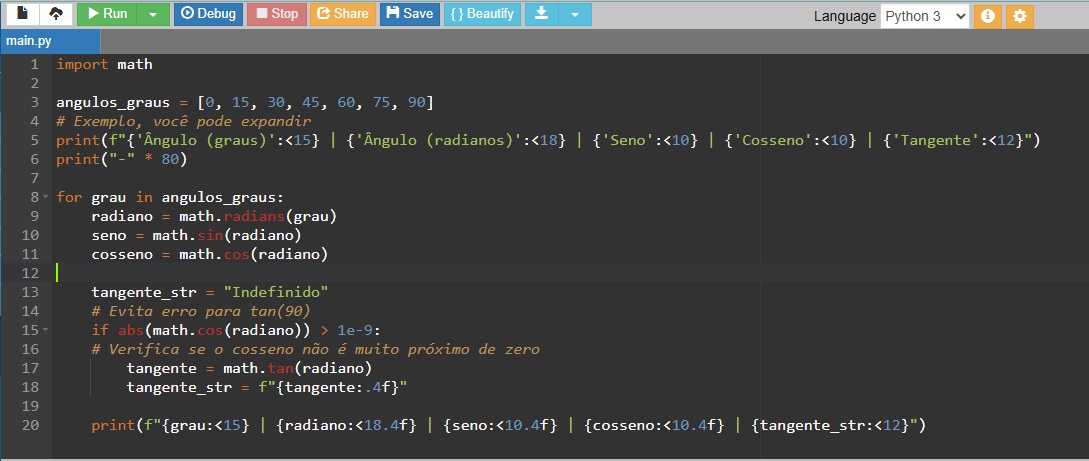 Run Debug Stop Share Save { } Beautify Language Python 3
main.py
1 import math
2
3 angulos_graus = [0, 15, 30, 45, 60, 75, 90]
4 # Exemplo, você pode expandir
5 print(f"{'Ângulo (graus)':<15} | {'Ângulo (radianos)':<18} | {'Seno':<10} | {'Cosseno':<10} | {'Tangente':<12}")
6 print("-" * 80)
7
8 for grau in angulos_graus:
9     radiano = math.radians(grau)
10     seno = math.sin(radiano)
11     cosseno = math.cos(radiano)
12
13     tangente_str = "Indefinido"
14     # Evita erro para tan(90)
15     if abs(math.cos(radiano)) > 1e-9:
16     # Verifica se o cosseno não é muito próximo de zero
17         tangente = math.tan(radiano)
18         tangente_str = f"{tangente:.4f}"
19
20     print(f"{grau:<15} | {radiano:<18.4f} | {seno:<10.4f} | {cosseno:<10.4f} | {tangente_str:<12}")